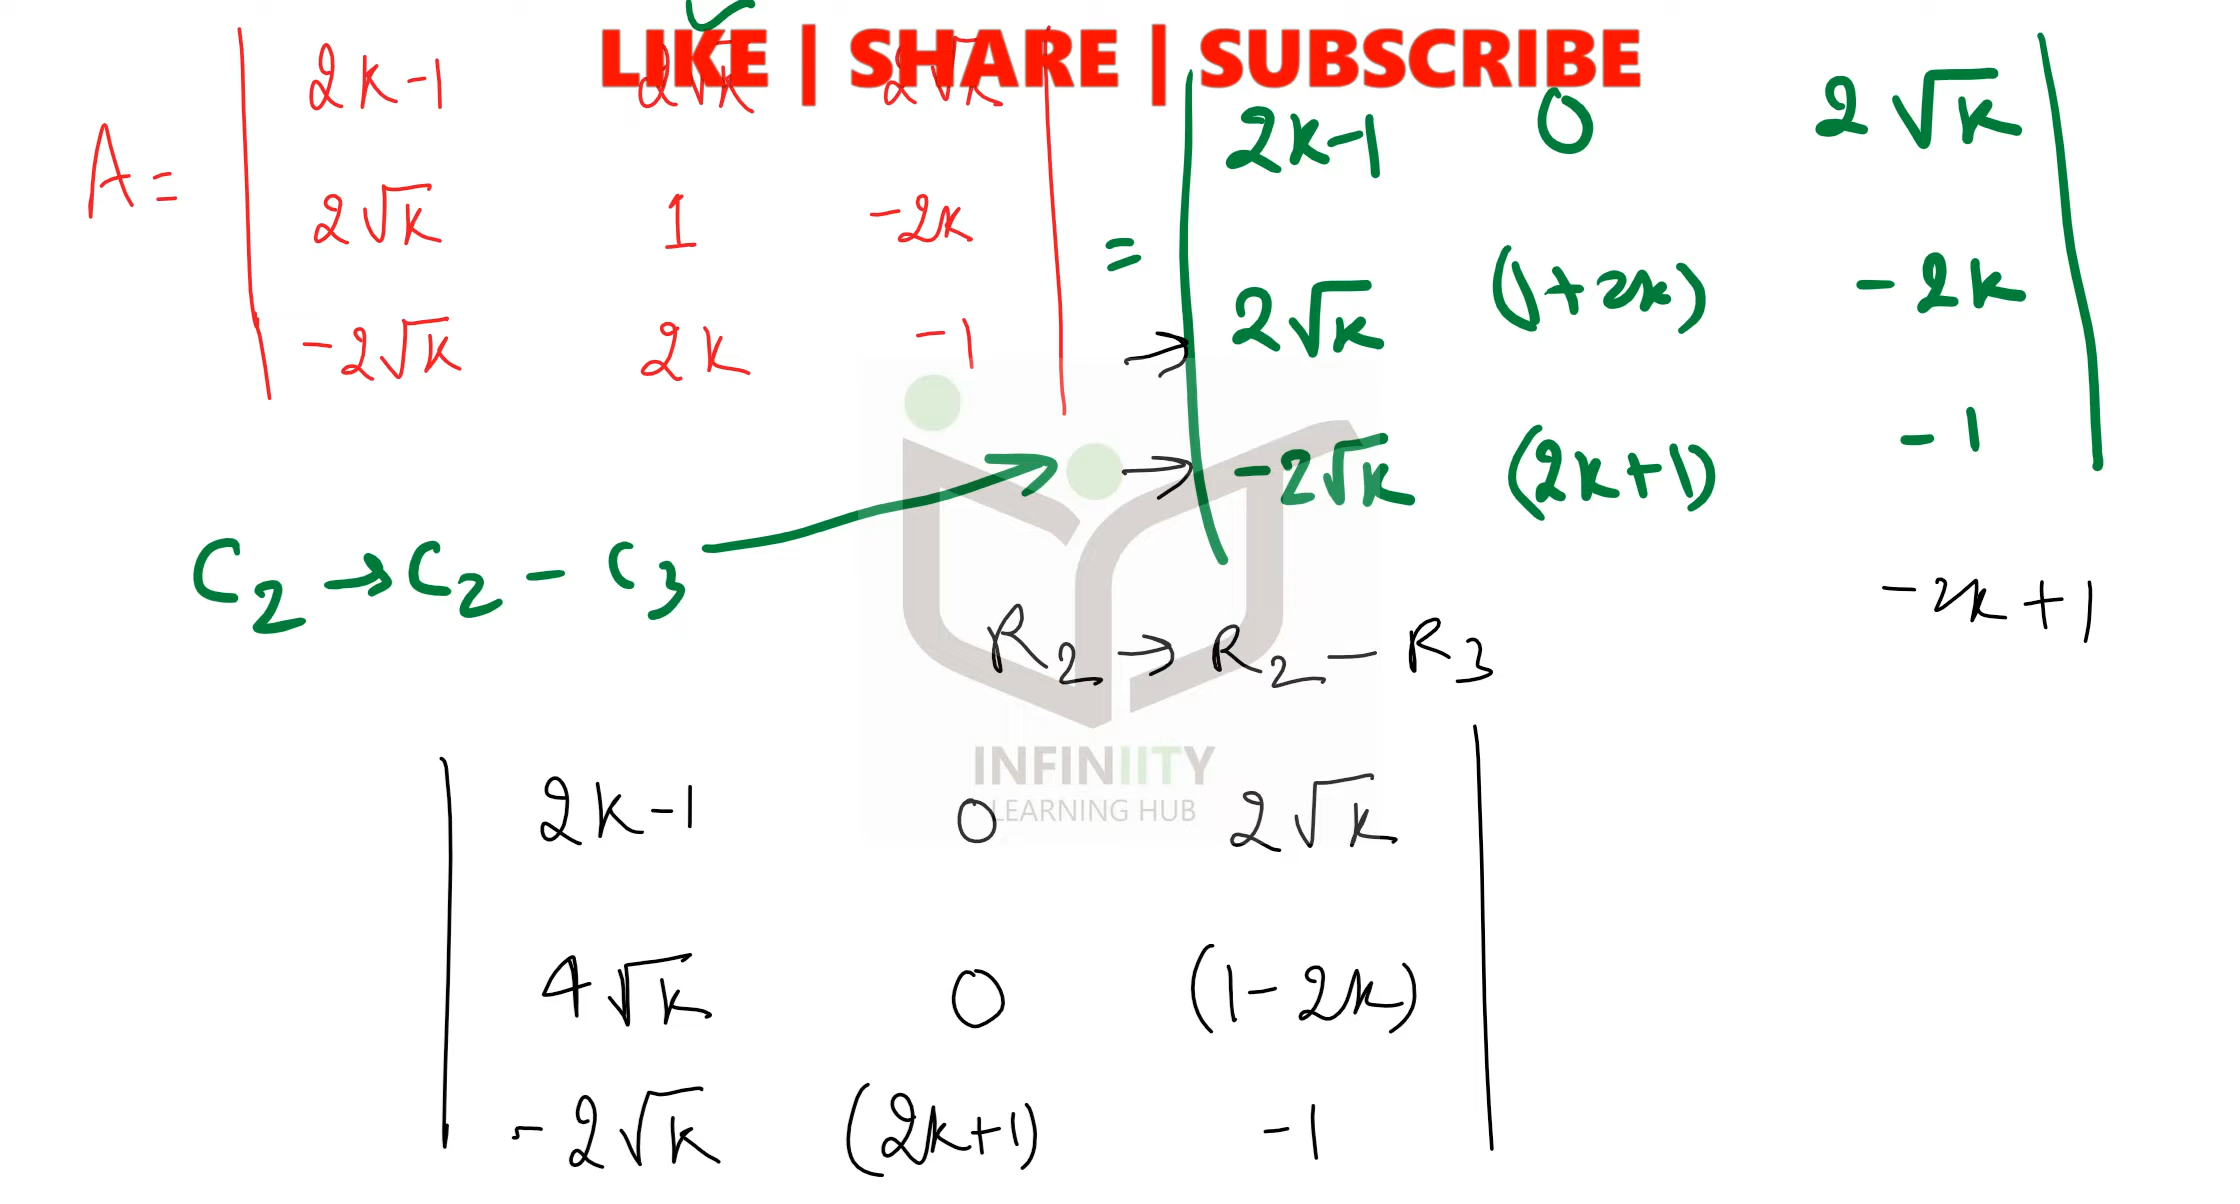 LIKE | SHARE | SUBSCRIBE
A = | 2k-1 2√k 2√k |
| 2√k 1 -2k |
| -2√k 2k -1 |
= | 2k-1 0 2√k |
| 2√k (1+2k) -2k |
| -2√k (2k+1) -1 |
→
→
C2 → C2 - C3
-2k+1
R2 → R2 - R3
INFINIITY
LEARNING HUB
| 2k-1 0 2√k |
| 4√k 0 (1-2k) |
| -2√k (2k+1) -1 |